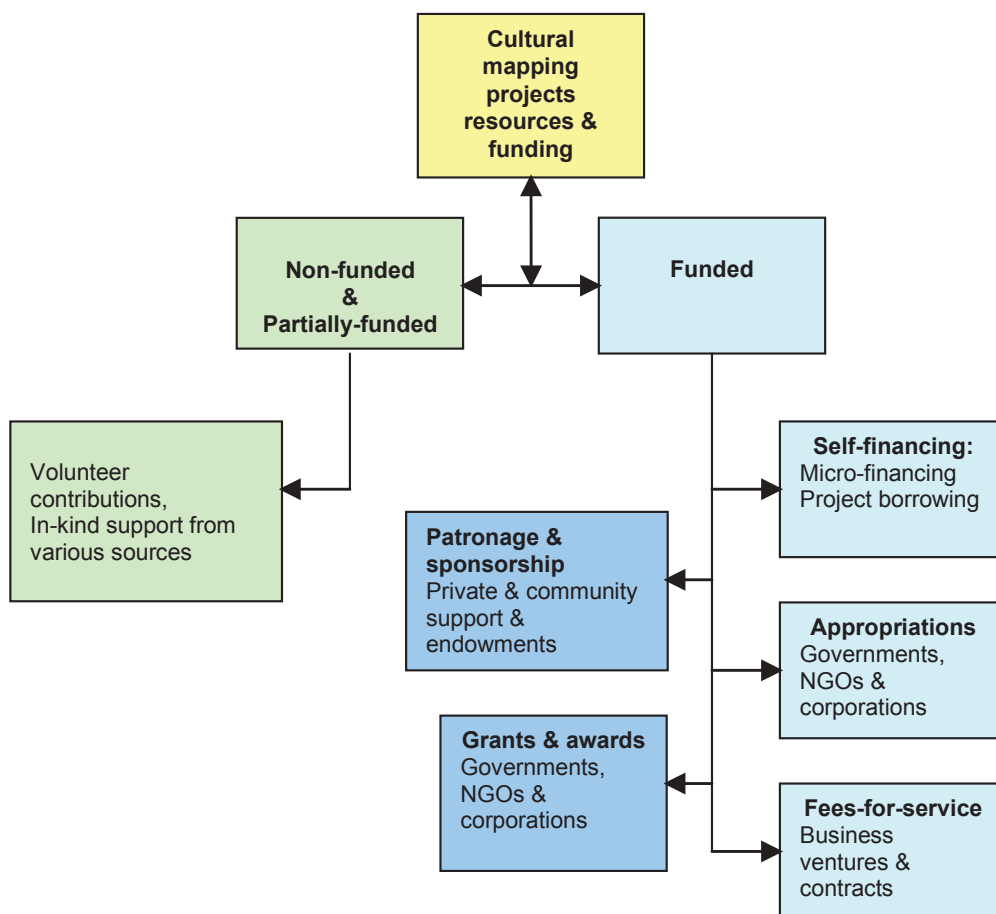 Cultural
mapping
projects
resources &
funding
Non-funded
&
Partially-funded
Funded
Volunteer
contributions,
In-kind support from
various sources
Self-financing:
Micro-financing
Project borrowing
Patronage &
sponsorship
Private & community
support &
endowments
Appropriations
Governments,
NGOs &
corporations
Grants & awards
Governments,
NGOs &
corporations
Fees-for-service
Business
ventures &
contracts